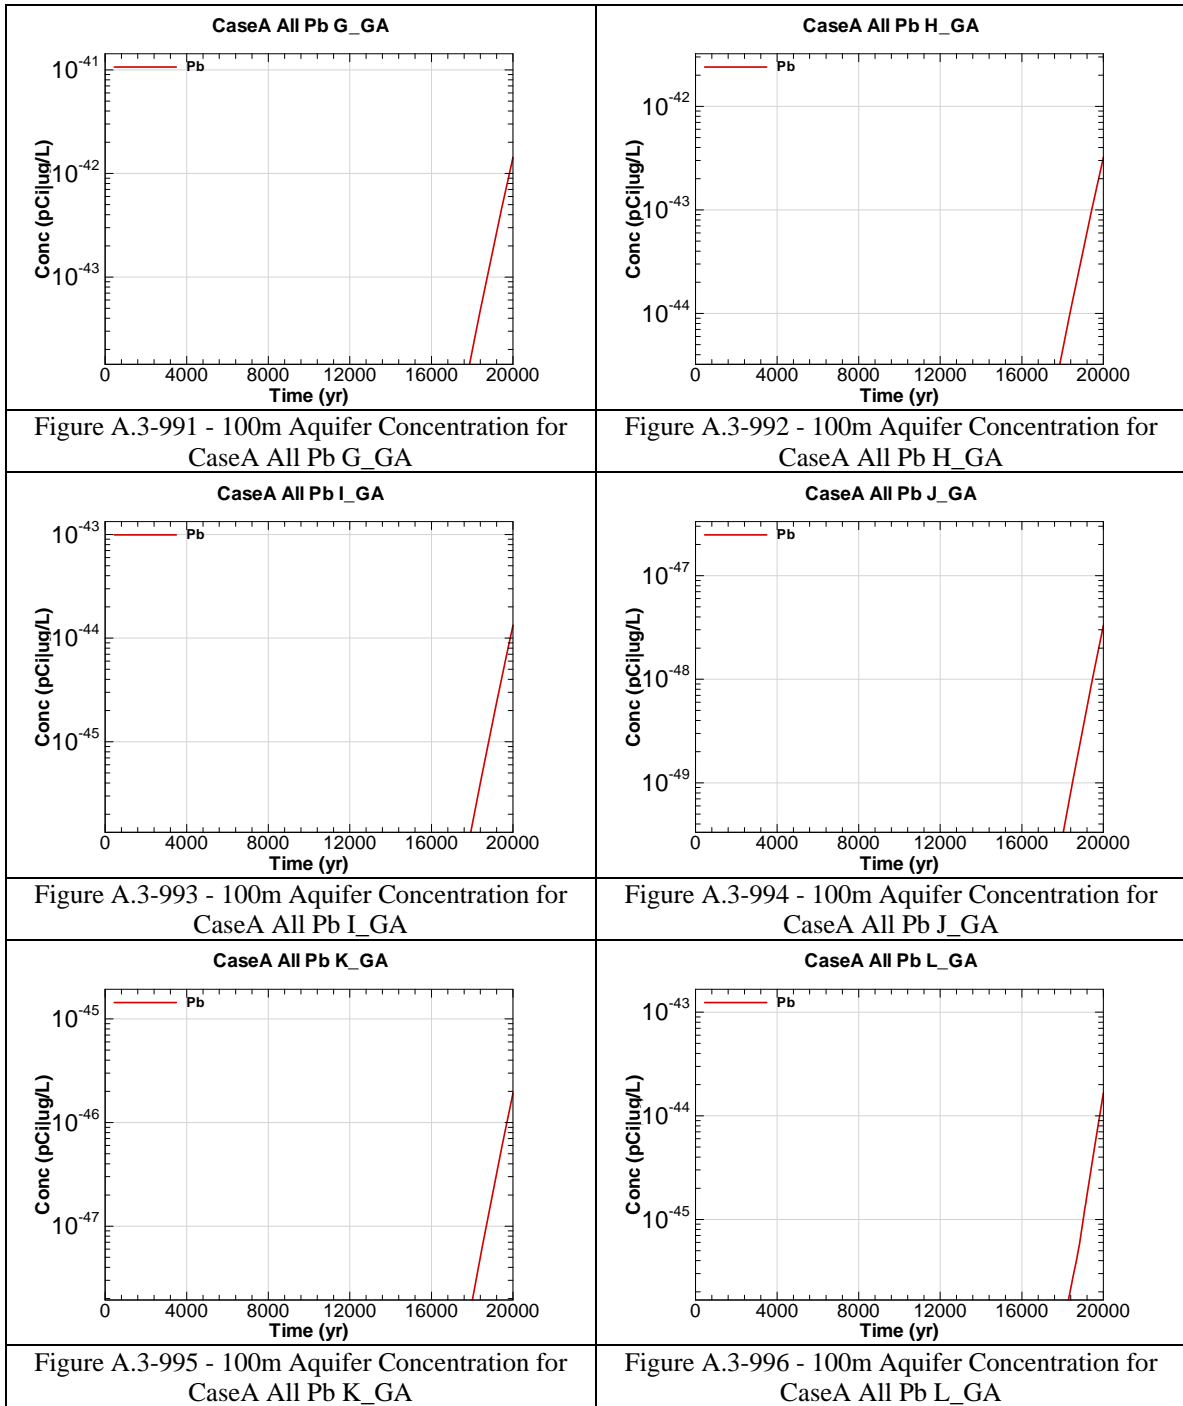 CaseA All Pb G_GA
Pb
10-41
10-42
10-43
Conc (pCi|ug/L)
0 4000 8000 12000 16000 20000
Time (yr)
Figure A.3-991 - 100m Aquifer Concentration for
CaseA All Pb G_GA
CaseA All Pb H_GA
Pb
10-42
10-43
10-44
Conc (pCi|ug/L)
0 4000 8000 12000 16000 20000
Time (yr)
Figure A.3-992 - 100m Aquifer Concentration for
CaseA All Pb H_GA
CaseA All Pb I_GA
Pb
10-43
10-44
10-45
Conc (pCi|ug/L)
0 4000 8000 12000 16000 20000
Time (yr)
Figure A.3-993 - 100m Aquifer Concentration for
CaseA All Pb I_GA
CaseA All Pb J_GA
Pb
10-47
10-48
10-49
Conc (pCi|ug/L)
0 4000 8000 12000 16000 20000
Time (yr)
Figure A.3-994 - 100m Aquifer Concentration for
CaseA All Pb J_GA
CaseA All Pb K_GA
Pb
10-45
10-46
10-47
Conc (pCi|ug/L)
0 4000 8000 12000 16000 20000
Time (yr)
Figure A.3-995 - 100m Aquifer Concentration for
CaseA All Pb K_GA
CaseA All Pb L_GA
Pb
10-43
10-44
10-45
Conc (pCi|ug/L)
0 4000 8000 12000 16000 20000
Time (yr)
Figure A.3-996 - 100m Aquifer Concentration for
CaseA All Pb L_GA